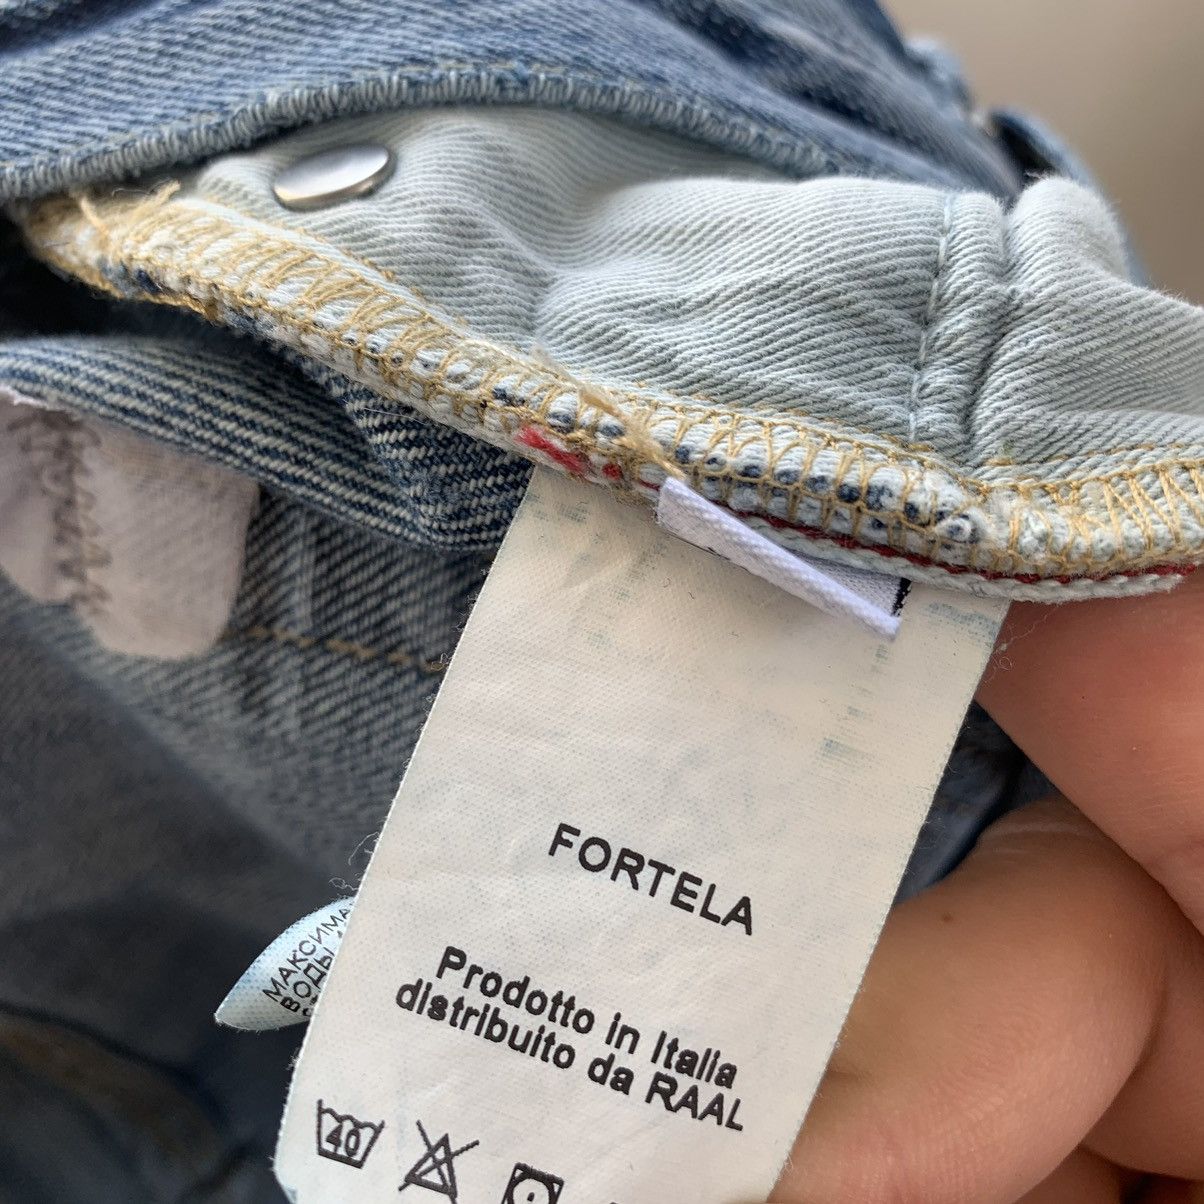 FORTELA
Prodotto in Italia
distribuito da RAAL
40
МАКСИМА
ВОДЫ